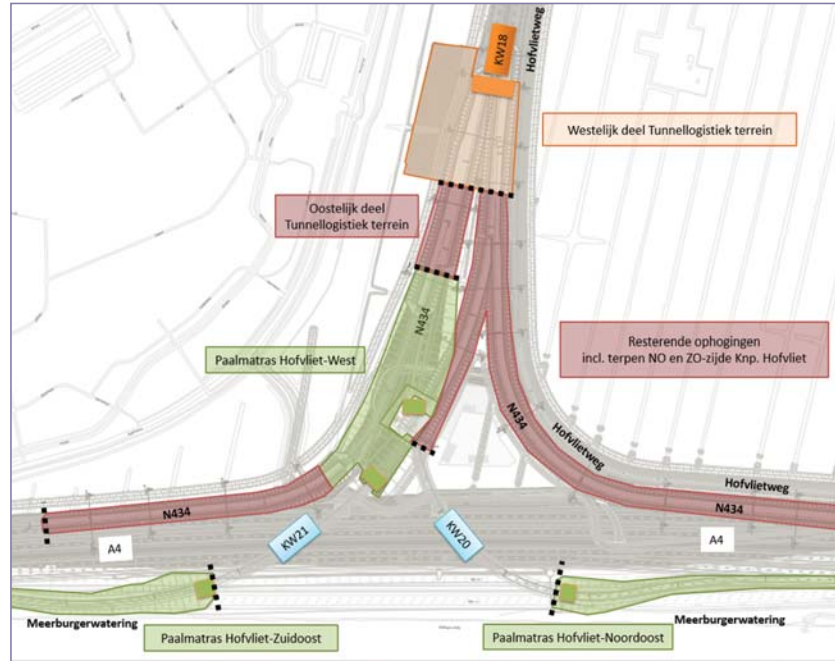 KW18
Hofvlietweg
Westelijk deel Tunnellogistiek terrein
Oostelijk deel
Tunnellogistiek terrein
N434
Paalmatras Hofvliet-West
Resterende ophogingen
incl. terpen NO en ZO-zijde Knp. Hofvliet
N434
Hofvlietweg
Hofvlietweg
N434
N434
A4
KW21
KW20
A4
Meerburgerwatering
Meerburgerwatering
Paalmatras Hofvliet-Zuidoost
Paalmatras Hofvliet-Noordoost